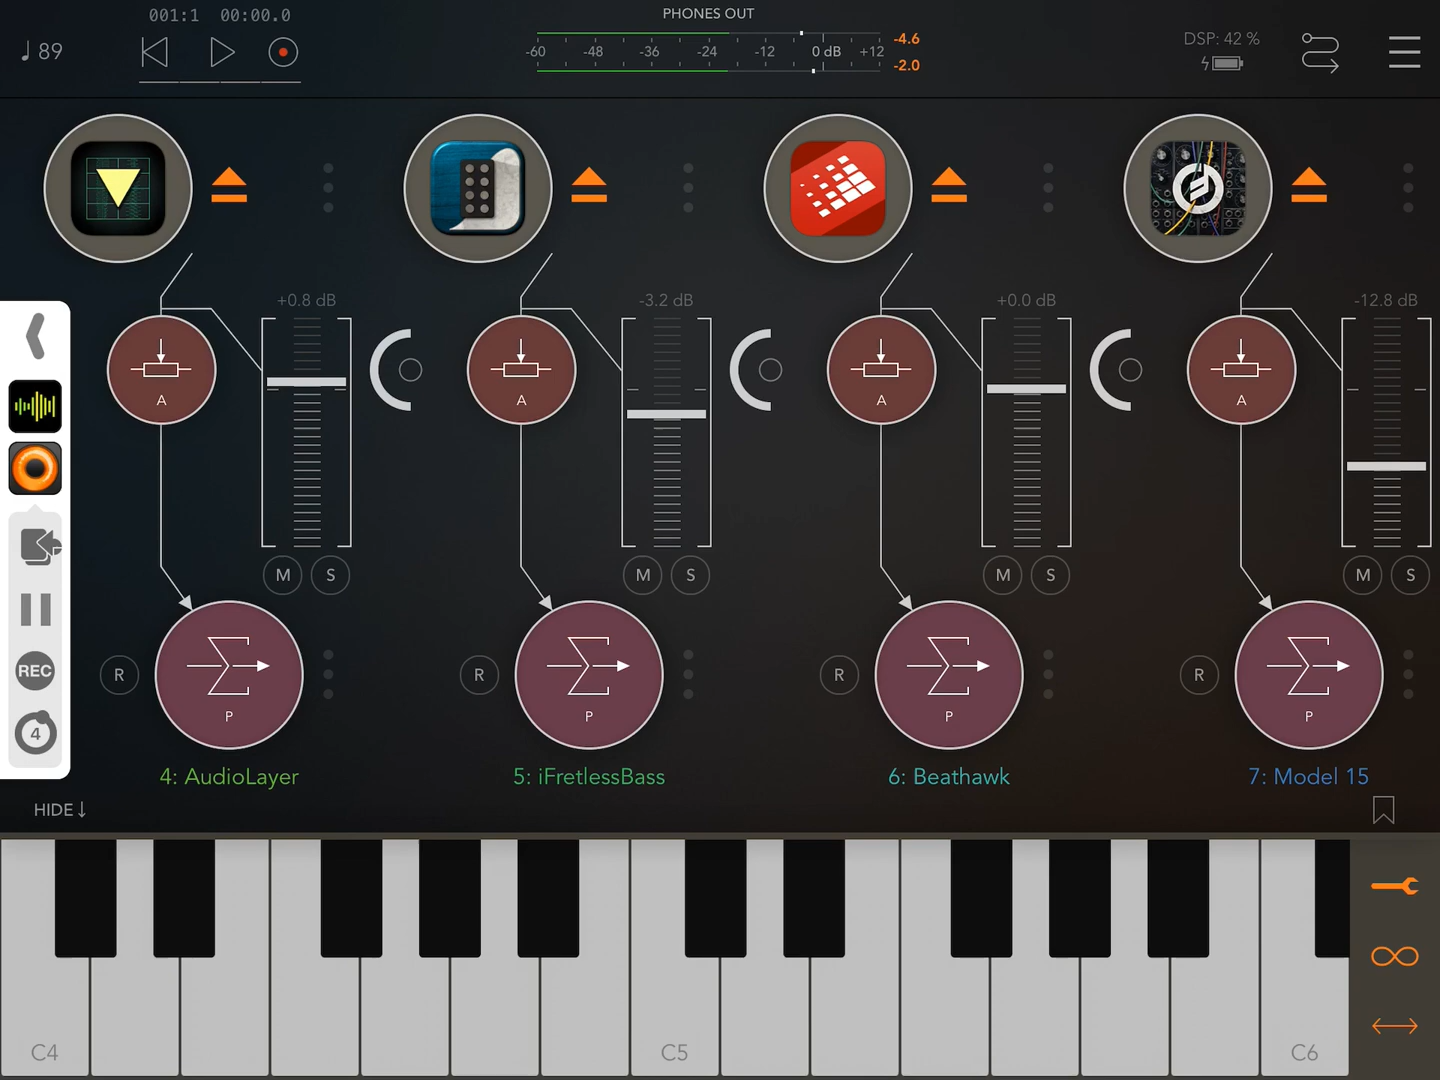 001:1 00:00.0
PHONES OUT
89
-60 -48 -36 -24 -12 0 dB +12
-4.6
-2.0
DSP: 42 %
+0.8 dB
-3.2 dB
+0.0 dB
-12.8 dB
A
A
A
A
M S
M S
M S
M S
R
R
R
R
P
P
P
P
REC
4
4: AudioLayer
5: iFretlessBass
6: Beathawk
7: Model 15
HIDE↓
C4
C5
C6